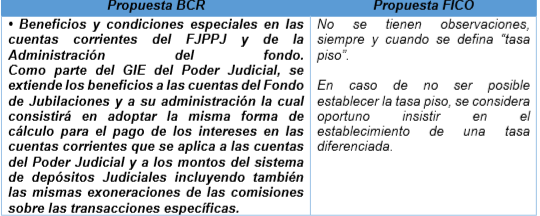 Propuesta BCR
• Beneficios y condiciones especiales en las
cuentas corrientes del FJPPJ y de la
Administración del fondo.
Como parte del GIE del Poder Judicial, se
extiende los beneficios a las cuentas del Fondo
de Jubilaciones y a su administración la cual
consistirá en adoptar la misma forma de
cálculo para el pago de los intereses en las
cuentas corrientes que se aplica a las cuentas
del Poder Judicial y a los montos del sistema
de depósitos Judiciales incluyendo también
las mismas exoneraciones de las comisiones
sobre las transacciones específicas.
Propuesta FICO
No se tienen observaciones,
siempre y cuando se defina “tasa
piso”.
En caso de no ser posible
establecer la tasa piso, se considera
oportuno insistir en el
establecimiento de una tasa
diferenciada.